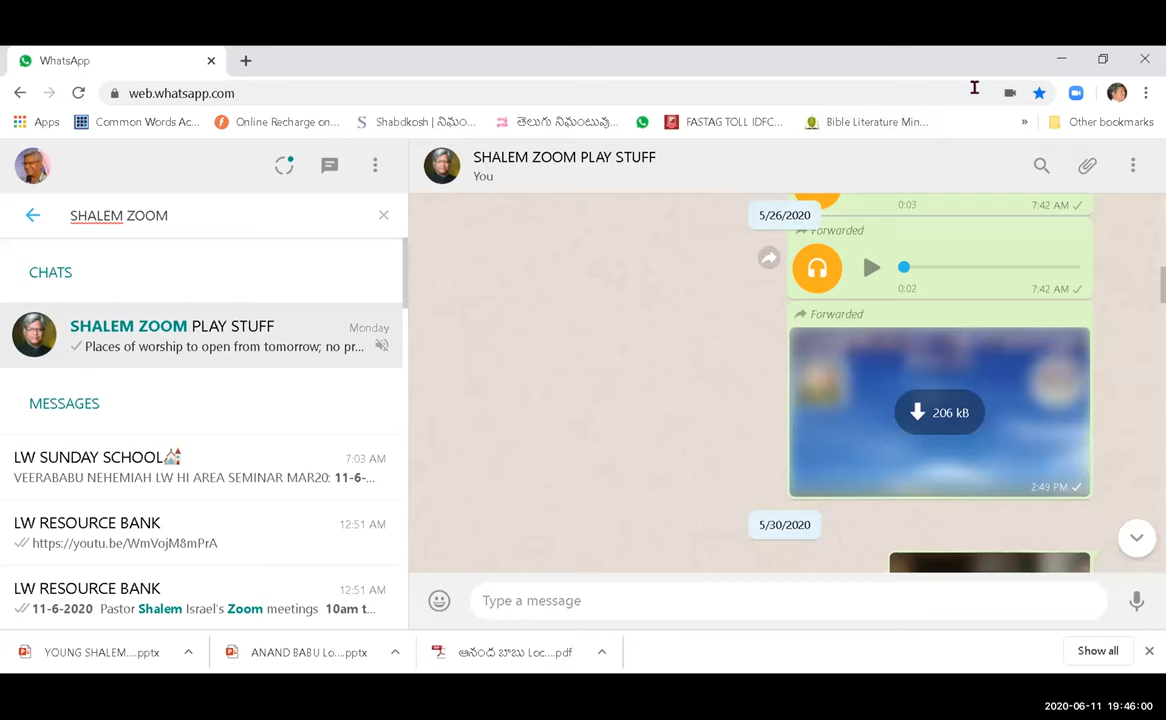 WhatsApp
web.whatsapp.com
Apps
Common Words Ac...
Online Recharge on...
Shabdkosh | నిఘం...
తెలుగు నిఘంటువు...
FASTAG TOLL IDFC...
Bible Literature Min...
»
Other bookmarks
SHALEM ZOOM
CHATS
SHALEM ZOOM PLAY STUFF
Monday
Places of worship to open from tomorrow; no pr...
MESSAGES
LW SUNDAY SCHOOL
7:03 AM
VEERABABU NEHEMIAH LW HI AREA SEMINAR MAR20: 11-6-...
LW RESOURCE BANK
12:51 AM
https://youtu.be/WmVojM8mPrA
LW RESOURCE BANK
12:51 AM
11-6-2020 Pastor Shalem Israel's Zoom meetings 10am t...
SHALEM ZOOM PLAY STUFF
You
0:03
7:42 AM
5/26/2020
Forwarded
0:02
7:42 AM
Forwarded
206 kB
2:49 PM
5/30/2020
Type a message
YOUNG SHALEM....pptx
ANAND BABU Lo....pptx
ఆనంద బాబు Loc....pdf
Show all
2020-06-11 19:46:00